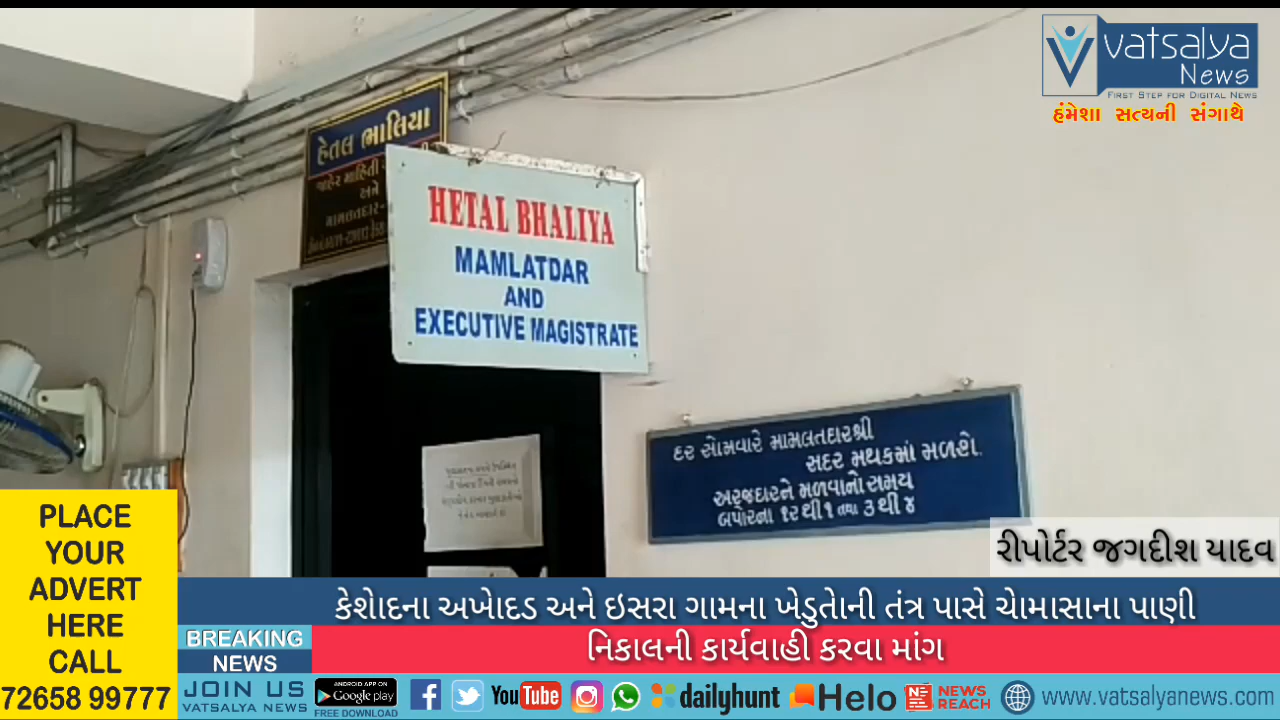 vatsalya
News
FIRST STEP FOR DIGITAL NEWS
હંમેશા સત્યની સંગાથે
હેતલ ભાલિયા
જાહેર માહિતી
અને
મામલતદાર
HETAL BHALIYA
MAMLATDAR
AND
EXECUTIVE MAGISTRATE
દર સોમવારે મામલતદારશ્રી
સદર મથકમાં મળશે.
અરજદારને મળવાનો સમય
બપોરના ૧૨ થી ૧ તથા ૩ થી ૪
રીપોર્ટર જગદીશ યાદવ
PLACE
YOUR
ADVERT
HERE
CALL
72658 99777
કેશોદના અખોદડ અને ઇસરા ગામના ખેડુતોની તંત્ર પાસે ચોમાસાના પાણી
નિકાલની કાર્યવાહી કરવા માંગ
BREAKING
NEWS
JOIN US
VATSALYA NEWS
ANDROID APP ON
Google play
FREE DOWNLOAD
YouTube
dailyhunt
Helo
NEWS
REACH
www.vatsalyanews.com